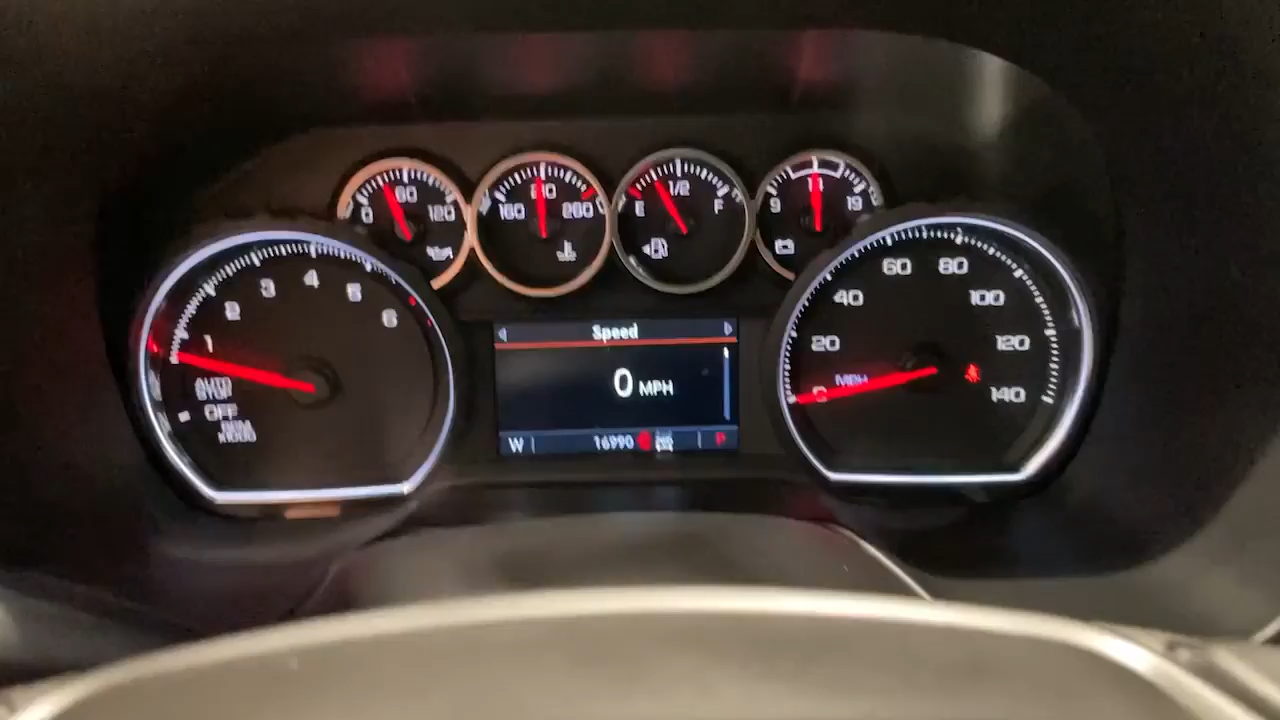 0 60 120
160 210 260
E 1/2 F
9 19
1 2 3 4 5 6
AUTO
STOP
OFF
RPM
x1000
Speed
0 MPH
W 16990 P
0 20 40 60 80 100 120 140
MPH